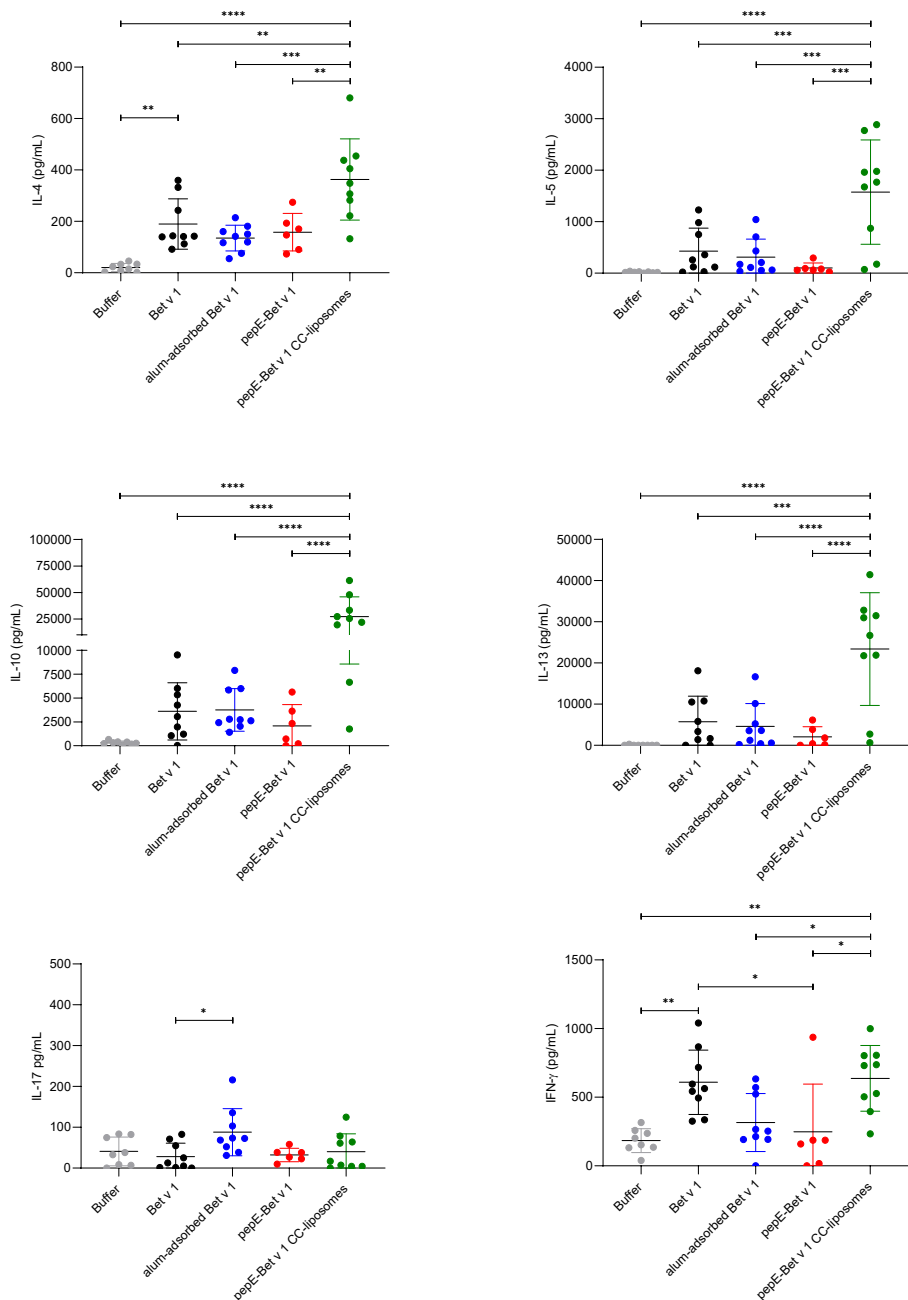 ****
**
***
**
**
800
600
400
200
0
IL-4 (pg/mL)
Buffer
Bet v 1
alum-adsorbed Bet v 1
pepE-Bet v 1
pepE-Bet v 1 CC-liposomes
****
***
***
***
4000
3000
2000
1000
0
IL-5 (pg/mL)
Buffer
Bet v 1
alum-adsorbed Bet v 1
pepE-Bet v 1
pepE-Bet v 1 CC-liposomes
****
****
****
****
100000
75000
50000
25000
10000
7500
5000
2500
0
IL-10 (pg/mL)
Buffer
Bet v 1
alum-adsorbed Bet v 1
pepE-Bet v 1
pepE-Bet v 1 CC-liposomes
****
***
****
****
50000
40000
30000
20000
10000
0
IL-13 (pg/mL)
Buffer
Bet v 1
alum-adsorbed Bet v 1
pepE-Bet v 1
pepE-Bet v 1 CC-liposomes
*
500
400
300
200
100
0
IL-17 pg/mL
Buffer
Bet v 1
alum-adsorbed Bet v 1
pepE-Bet v 1
pepE-Bet v 1 CC-liposomes
**
*
*
*
**
1500
1000
500
0
IFN-γ (pg/mL)
Buffer
Bet v 1
alum-adsorbed Bet v 1
pepE-Bet v 1
pepE-Bet v 1 CC-liposomes